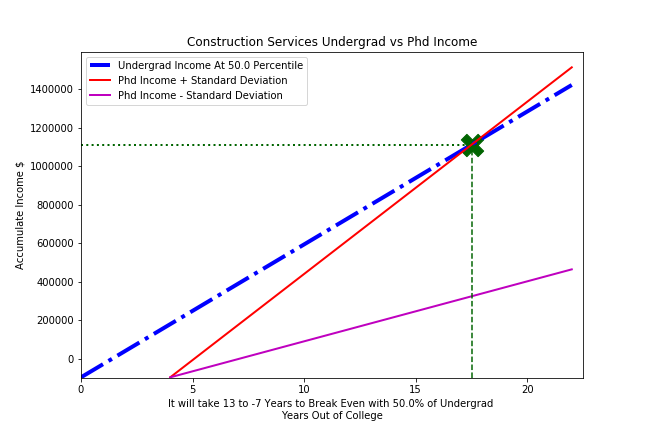 Construction Services Undergrad vs Phd Income
Undergrad Income At 50.0 Percentile
Phd Income + Standard Deviation
Phd Income - Standard Deviation
Accumulate Income $
1400000
1200000
1000000
800000
600000
400000
200000
0
0 5 10 15 20
It will take 13 to -7 Years to Break Even with 50.0% of Undergrad
Years Out of College